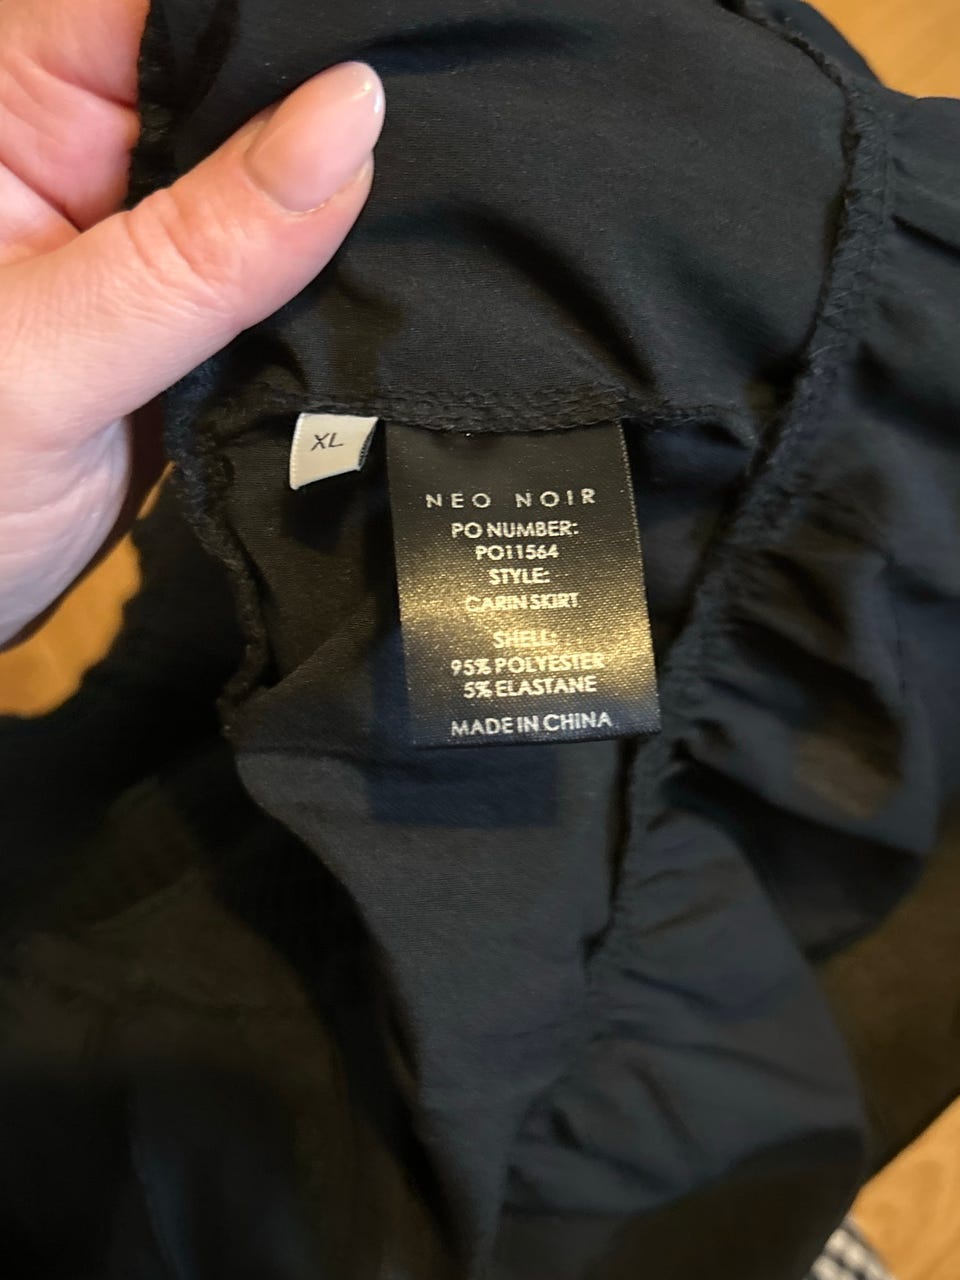 XL
NEO NOIR
PO NUMBER:
PO11564
STYLE:
CARIN SKIRT
SHELL:
95% POLYESTER
5% ELASTANE
MADE IN CHINA